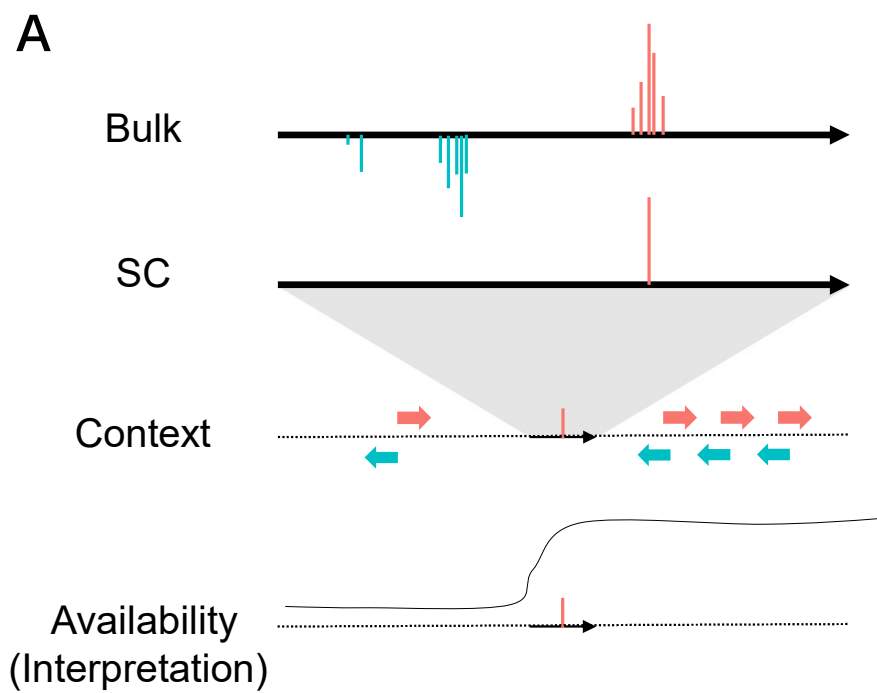 A
Bulk
SC
Context
Availability
(Interpretation)